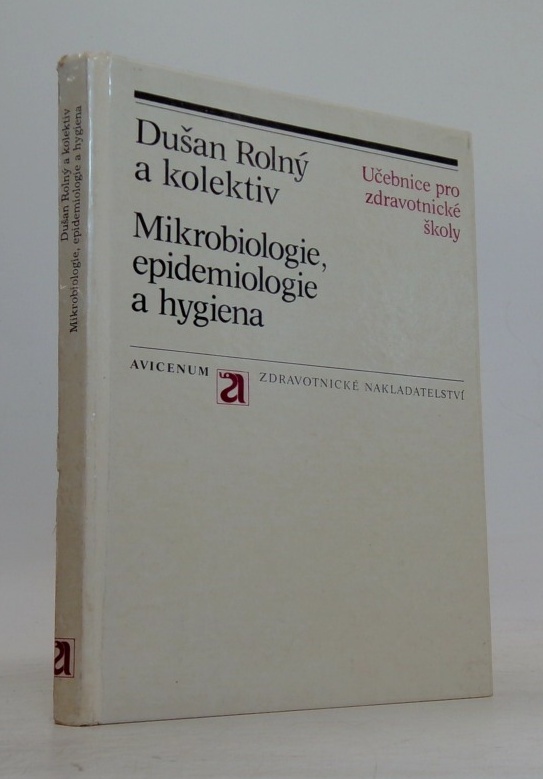 Dušan Rolný a kolektiv
Mikrobiologie, epidemiologie a hygiena
Dušan Rolný
a kolektiv
Učebnice pro
zdravotnické
školy
Mikrobiologie,
epidemiologie
a hygiena
AVICENUM a ZDRAVOTNICKÉ NAKLADATELSTVÍ
a